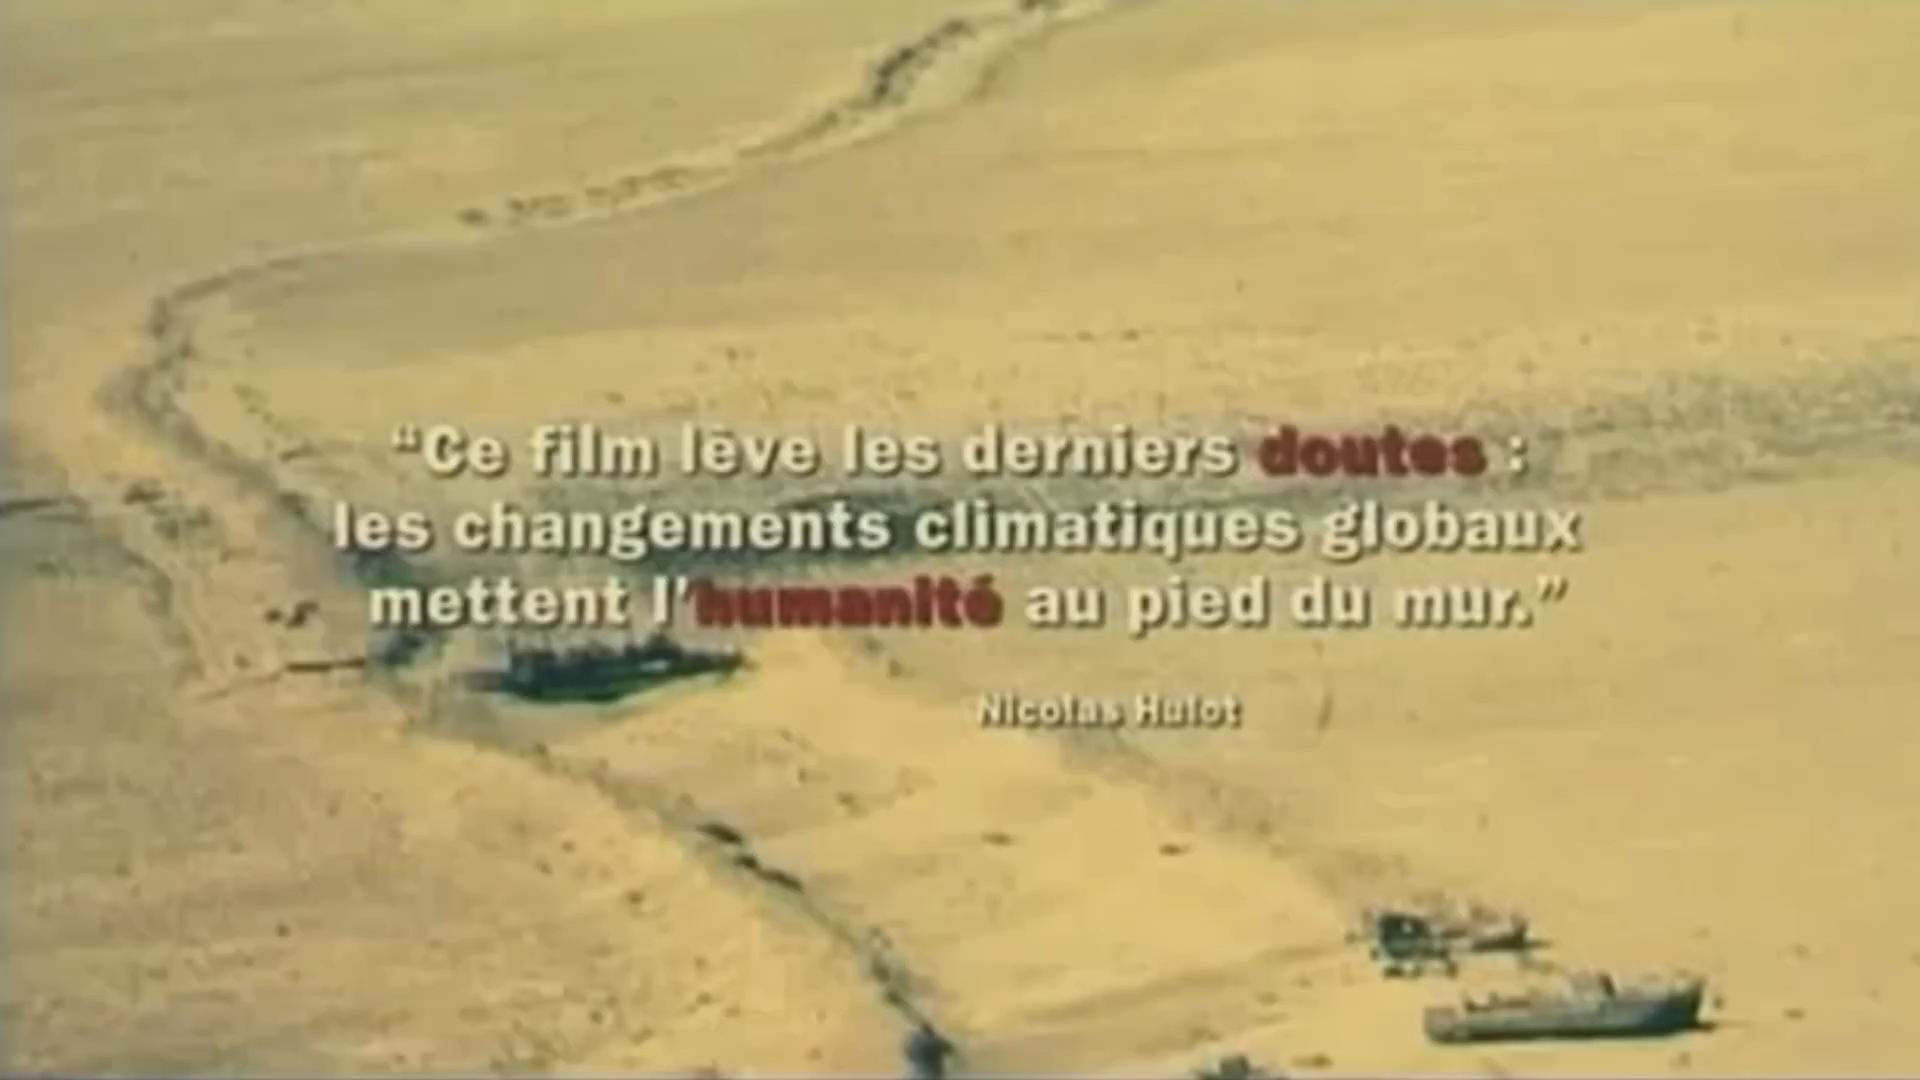 “Ce film lève les derniers doutes :
les changements climatiques globaux
mettent l’humanité au pied du mur.”
Nicolas Hulot